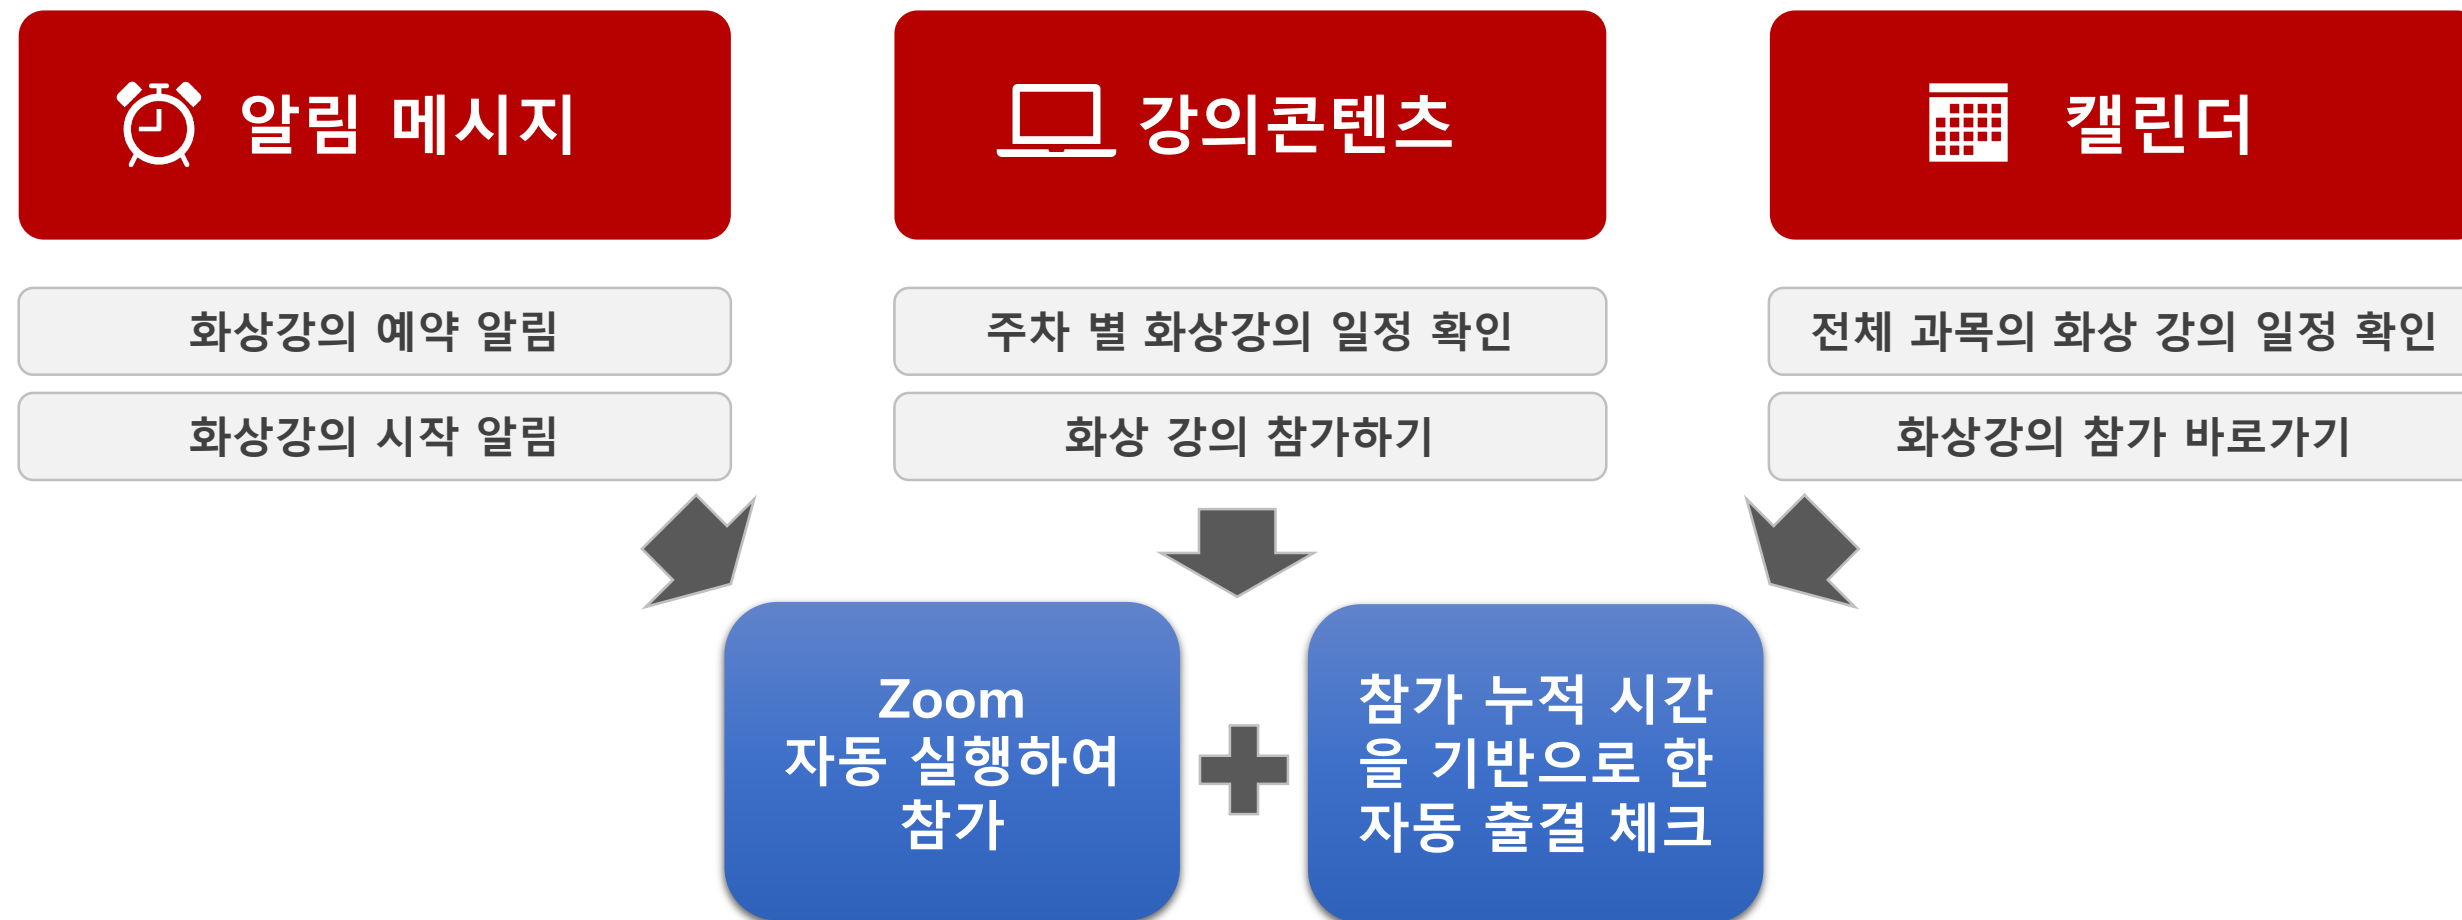 알림 메시지
강의콘텐츠
캘린더
화상강의 예약 알림
주차 별 화상강의 일정 확인
전체 과목의 화상 강의 일정 확인
화상강의 시작 알림
화상 강의 참가하기
화상강의 참가 바로가기
Zoom
자동 실행하여
참가
참가 누적 시간
을 기반으로 한
자동 출결 체크